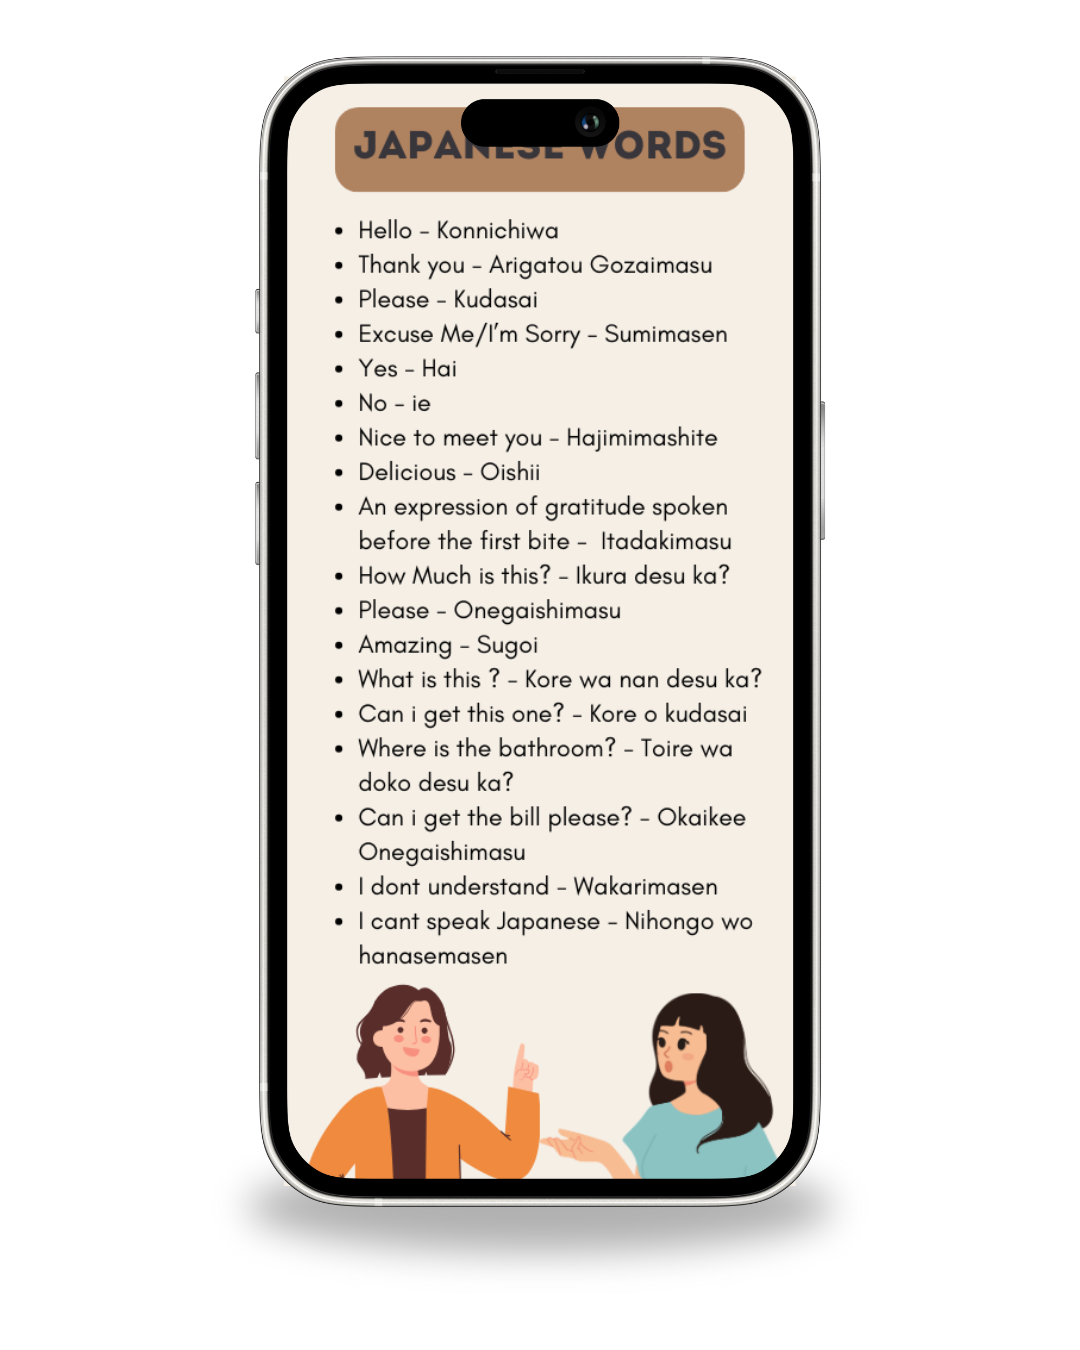 JAPANESE WORDS
• Hello - Konnichiwa
• Thank you - Arigatou Gozaimasu
• Please - Kudasai
• Excuse Me/I'm Sorry - Sumimasen
• Yes - Hai
• No - ie
• Nice to meet you - Hajimimashite
• Delicious - Oishii
• An expression of gratitude spoken
before the first bite - Itadakimasu
• How Much is this? - Ikura desu ka?
• Please - Onegaishimasu
• Amazing - Sugoi
• What is this ? - Kore wa nan desu ka?
• Can i get this one? - Kore o kudasai
• Where is the bathroom? - Toire wa
doko desu ka?
• Can i get the bill please? - Okaikee
Onegaishimasu
• I dont understand - Wakarimasen
• I cant speak Japanese - Nihongo wo
hanasemasen